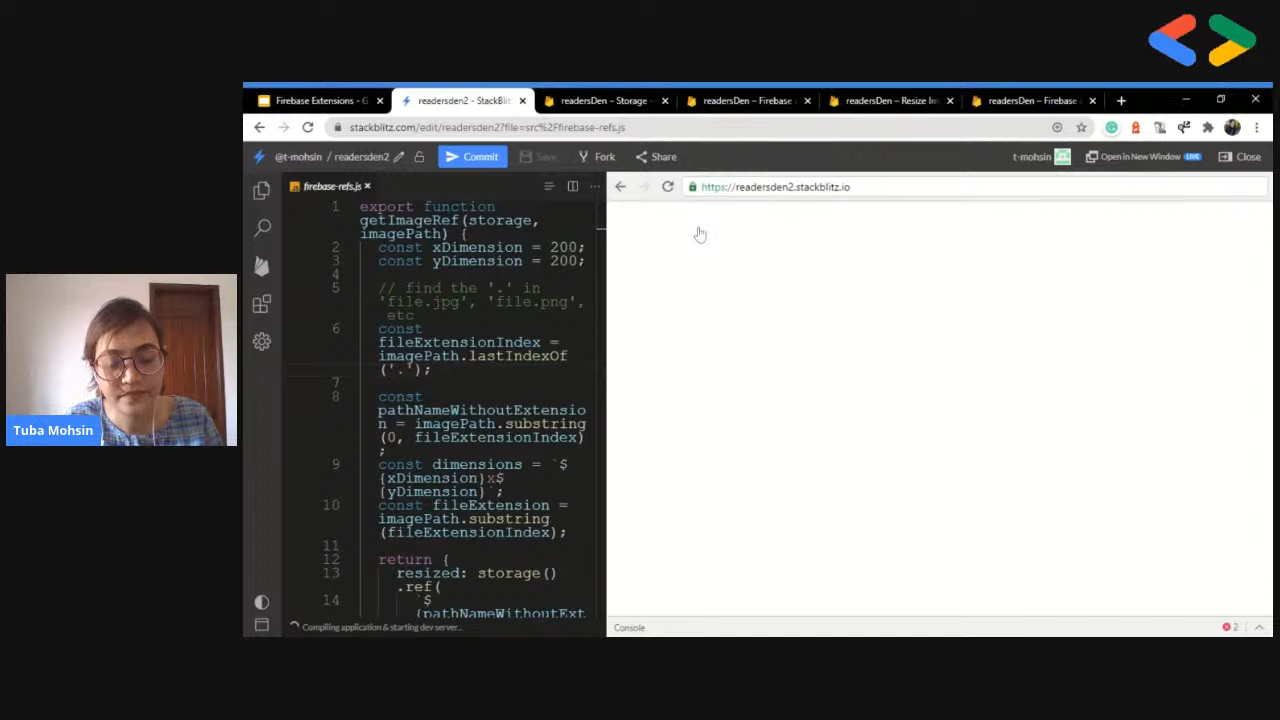 Firebase Extensions - G
readersden2 - StackBlitz
readersDen – Storage -
readersDen – Firebase
readersDen – Resize Im
readersDen – Firebase
stackblitz.com/edit/readersden2?file=src%2Ffirebase-refs.js
@t-mohsin / readersden2
Commit
Save
Fork
Share
t-mohsin
Open in New Window
LIVE
Close
firebase-refs.js
https://readersden2.stackblitz.io
1 export function
getImageRef(storage,
imagePath) {
2 const xDimension = 200;
3 const yDimension = 200;
4
5 // find the '.' in
'file.jpg', 'file.png',
etc
6 const
fileExtensionIndex =
imagePath.lastIndexOf
('.');
7
8 const
pathNameWithoutExtensio
n = imagePath.substring
(0, fileExtensionIndex)
;
9 const dimensions = `$
{xDimension}x$
{yDimension}`;
10 const fileExtension =
imagePath.substring
(fileExtensionIndex);
11
12 return {
13 resized: storage()
.ref(
14 `$
{pathNameWithoutExt
Compiling application & starting dev server...
Console
2
Tuba Mohsin